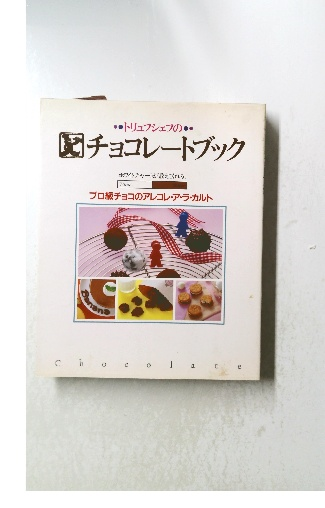 トリュフシェフの
チョコレートブック
プロ級チョコのアレコレ・ア・ラ・カルト
Banana
Chocolate